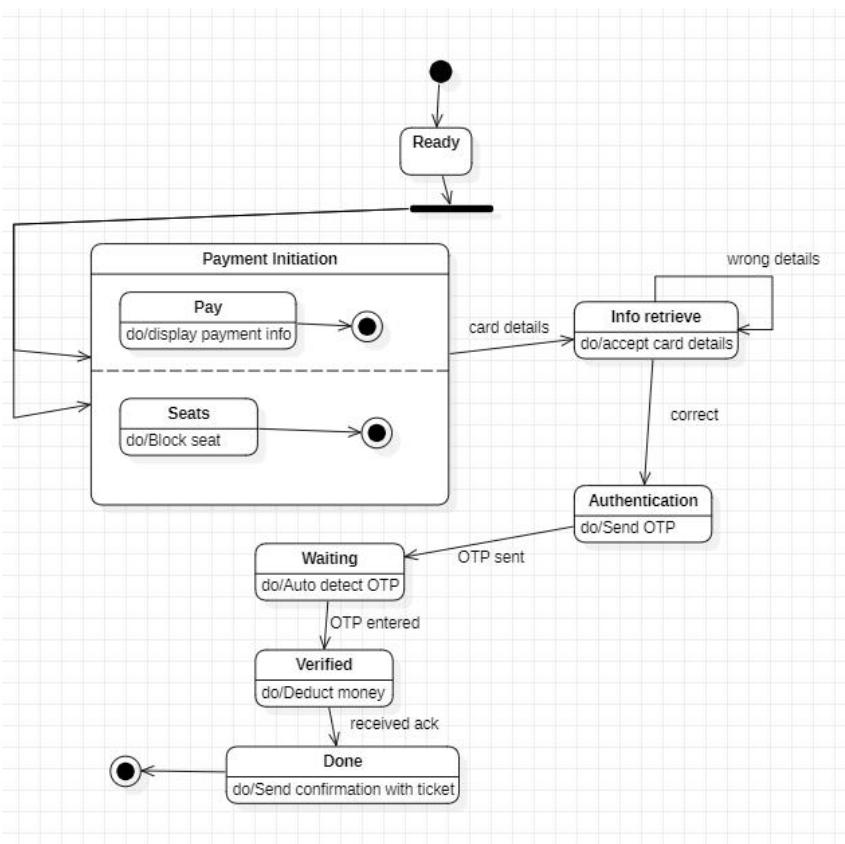 Ready
Payment Initiation
Pay
do/display payment info
Seats
do/Block seat
card details
wrong details
Info retrieve
do/accept card details
correct
Authentication
do/Send OTP
OTP sent
Waiting
do/Auto detect OTP
OTP entered
Verified
do/Deduct money
received ack
Done
do/Send confirmation with ticket